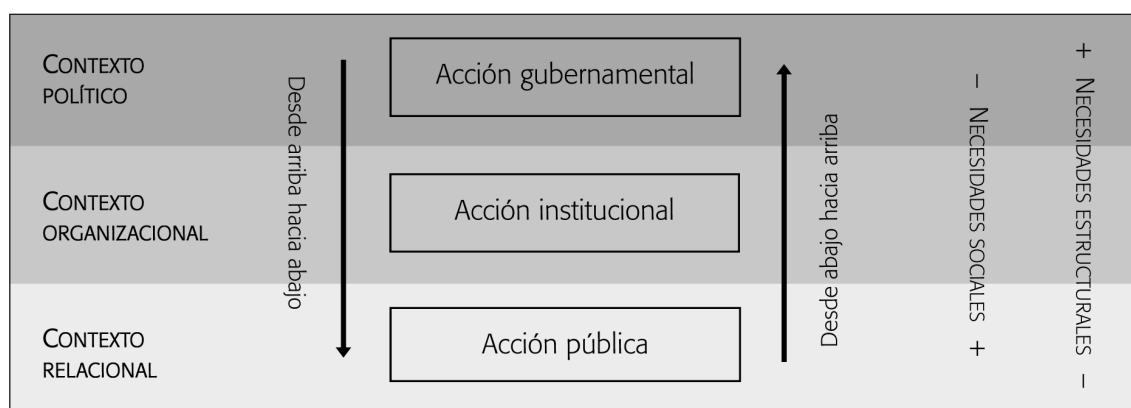 CONTEXTO
POLÍTICO
Desde arriba hacia abajo
Acción gubernamental
Desde abajo hacia arriba
– NECESIDADES SOCIALES +
+ NECESIDADES ESTRUCTURALES –
CONTEXTO
ORGANIZACIONAL
Acción institucional
CONTEXTO
RELACIONAL
Acción pública